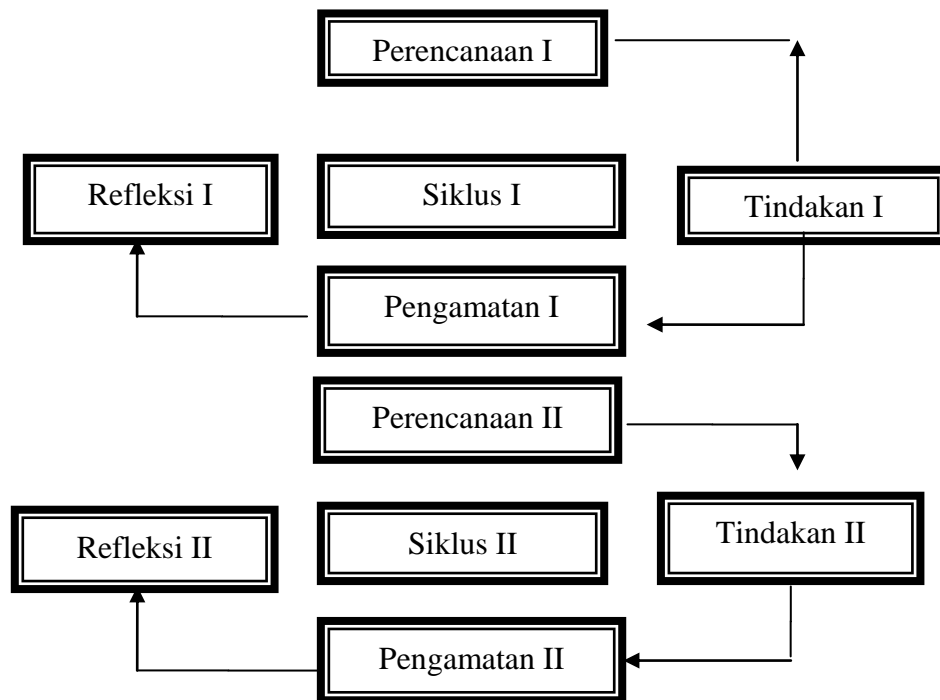 Perencanaan I
Refleksi I
Siklus I
Tindakan I
Pengamatan I
Perencanaan II
Refleksi II
Siklus II
Tindakan II
Pengamatan II